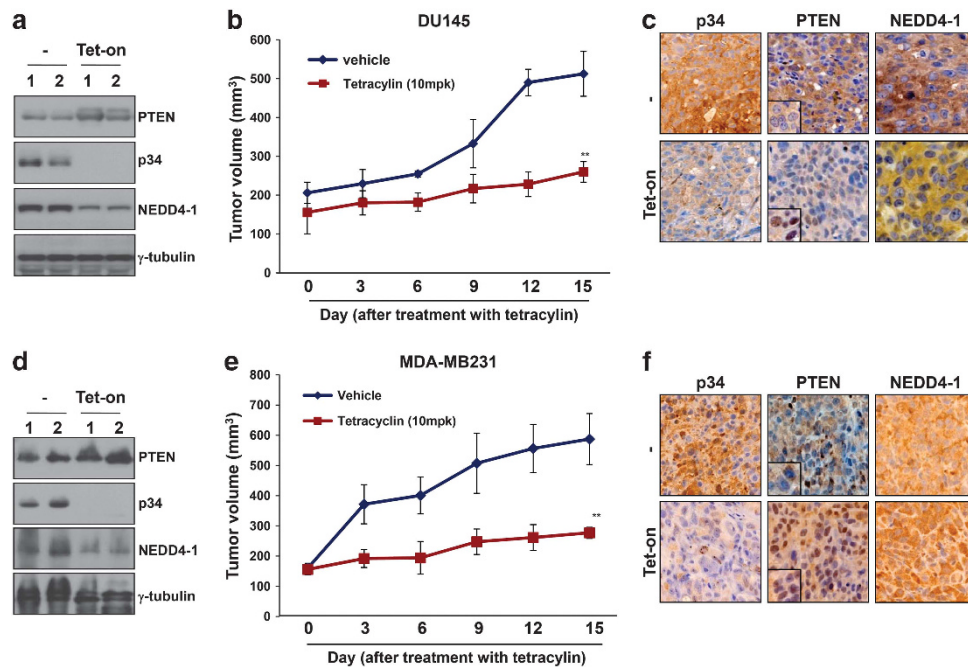 a
- Tet-on
1 2 1 2
PTEN
p34
NEDD4-1
γ-tubulin
b
DU145
Tumor volume (mm³)
600
500
400
300
200
100
0
vehicle
Tetracylin (10mpk)
**
0 3 6 9 12 15
Day (after treatment with tetracylin)
c
p34 PTEN NEDD4-1
-
Tet-on
d
- Tet-on
1 2 1 2
PTEN
p34
NEDD4-1
γ-tubulin
e
MDA-MB231
Tumor volume (mm³)
800
700
600
500
400
300
200
100
0
Vehicle
Tetracyclin (10mpk)
**
0 3 6 9 12 15
Day (after treatment with tetracylin)
f
p34 PTEN NEDD4-1
-
Tet-on